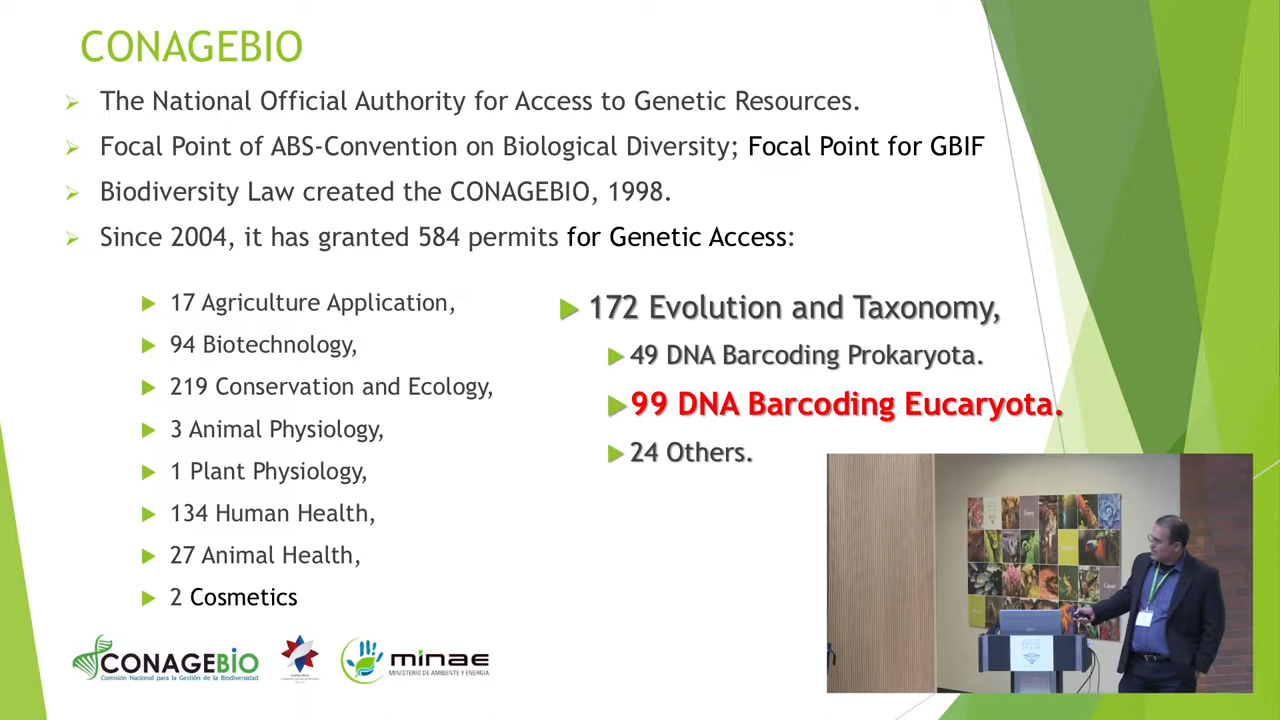 CONAGEBIO
The National Official Authority for Access to Genetic Resources.
Focal Point of ABS-Convention on Biological Diversity; Focal Point for GBIF
Biodiversity Law created the CONAGEBIO, 1998.
Since 2004, it has granted 584 permits for Genetic Access:
17 Agriculture Application,
94 Biotechnology,
219 Conservation and Ecology,
3 Animal Physiology,
1 Plant Physiology,
134 Human Health,
27 Animal Health,
2 Cosmetics
172 Evolution and Taxonomy,
49 DNA Barcoding Prokaryota.
99 DNA Barcoding Eucaryota.
24 Others.
CONAGEBIO
Comisión Nacional para la Gestión de la Biodiversidad
COSTA RICA
minae
MINISTERIO DE AMBIENTE Y ENERGIA